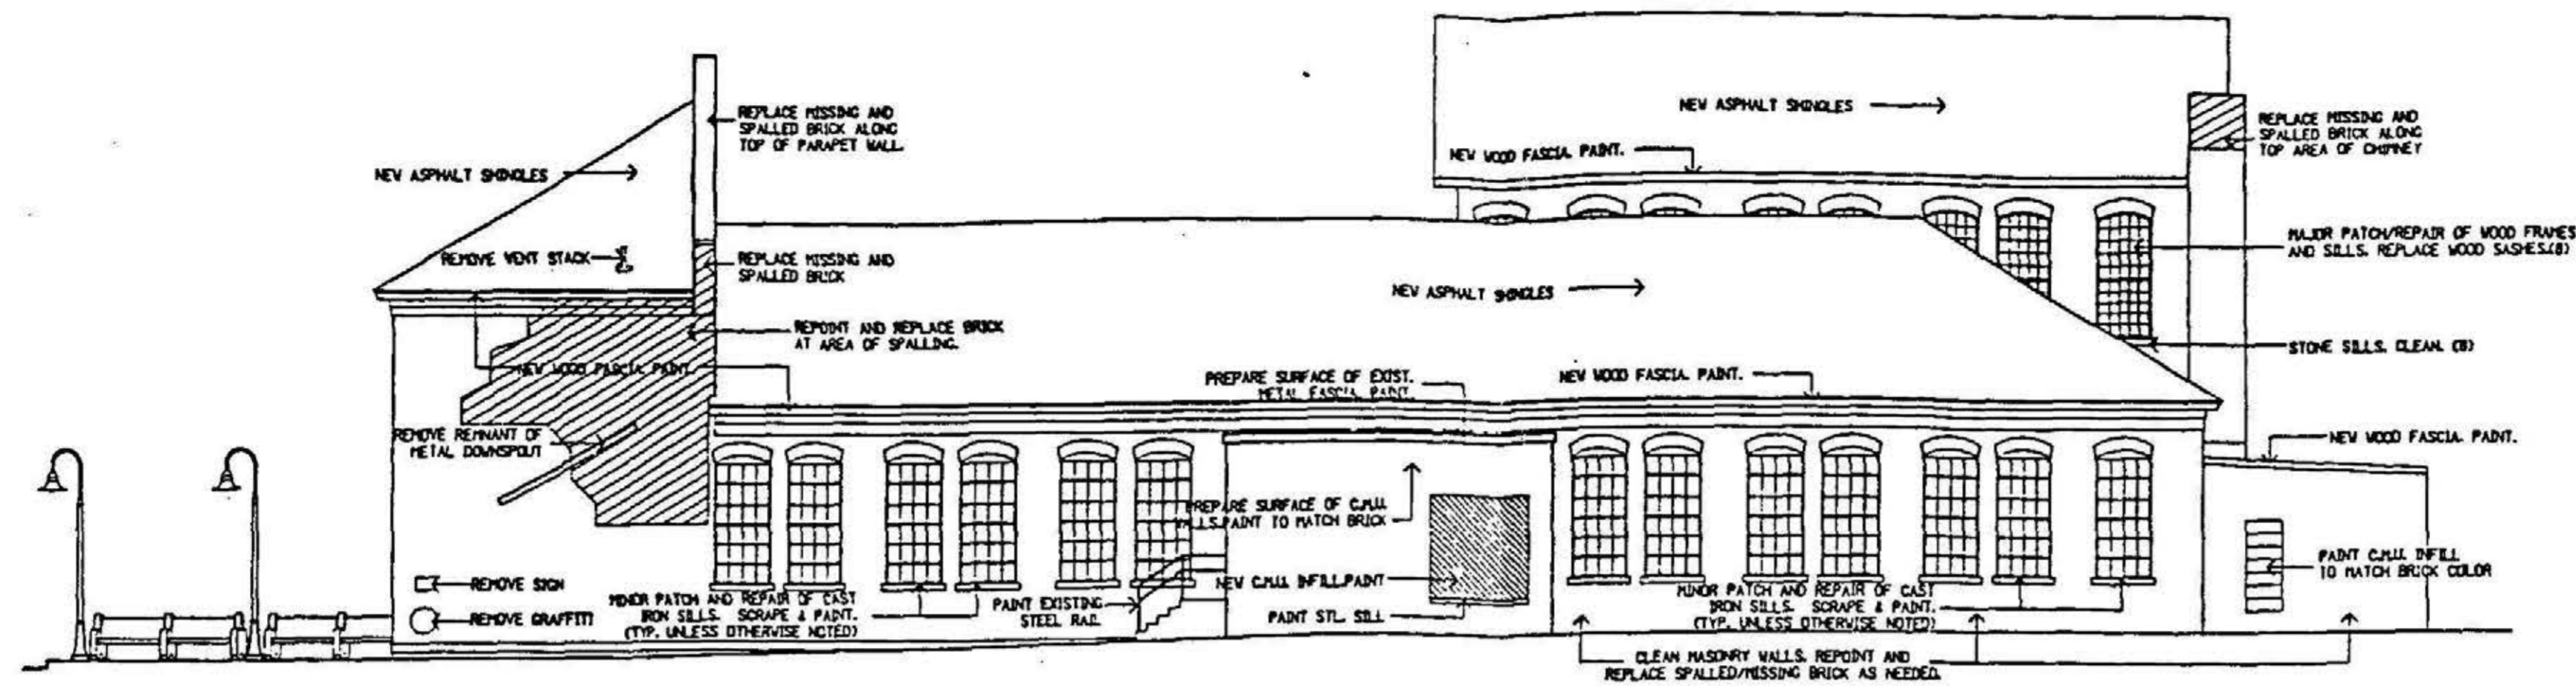 NEW ASPHALT SHINGLES
REPLACE MISSING AND
SPALLED BRICK ALONG
TOP OF PARAPET WALL.
NEW ASPHALT SHINGLES
NEW WOOD FASCIA. PAINT.
REPLACE MISSING AND
SPALLED BRICK ALONG
TOP AREA OF CHIMNEY
REMOVE VENT STACK
REPLACE MISSING AND
SPALLED BRICK
NEW ASPHALT SHINGLES
MAJOR PATCH/REPAIR OF WOOD FRAMES
AND SILLS. REPLACE WOOD SASHES.(8)
REPOINT AND REPLACE BRICK
AT AREA OF SPALLING.
STONE SILLS. CLEAN. (8)
NEW WOOD FASCIA. PAINT.
PREPARE SURFACE OF EXIST.
METAL FASCIA. PAINT.
NEW WOOD FASCIA. PAINT.
REMOVE REMNANT OF
METAL DOWNSPOUT
NEW WOOD FASCIA. PAINT.
PREPARE SURFACE OF C.M.U.
WALLS.PAINT TO MATCH BRICK
REMOVE SIGN
REMOVE GRAFFITI
MINOR PATCH AND REPAIR OF CAST
IRON SILLS. SCRAPE & PAINT.
(TYP. UNLESS OTHERWISE NOTED)
PAINT EXISTING
STEEL RAIL
NEW C.M.U. INFILL.PAINT
PAINT STL. SILL
MINOR PATCH AND REPAIR OF CAST
IRON SILLS. SCRAPE & PAINT.
(TYP. UNLESS OTHERWISE NOTED)
PAINT C.M.U. INFILL
TO MATCH BRICK COLOR
CLEAN MASONRY WALLS. REPOINT AND
REPLACE SPALLED/MISSING BRICK AS NEEDED.